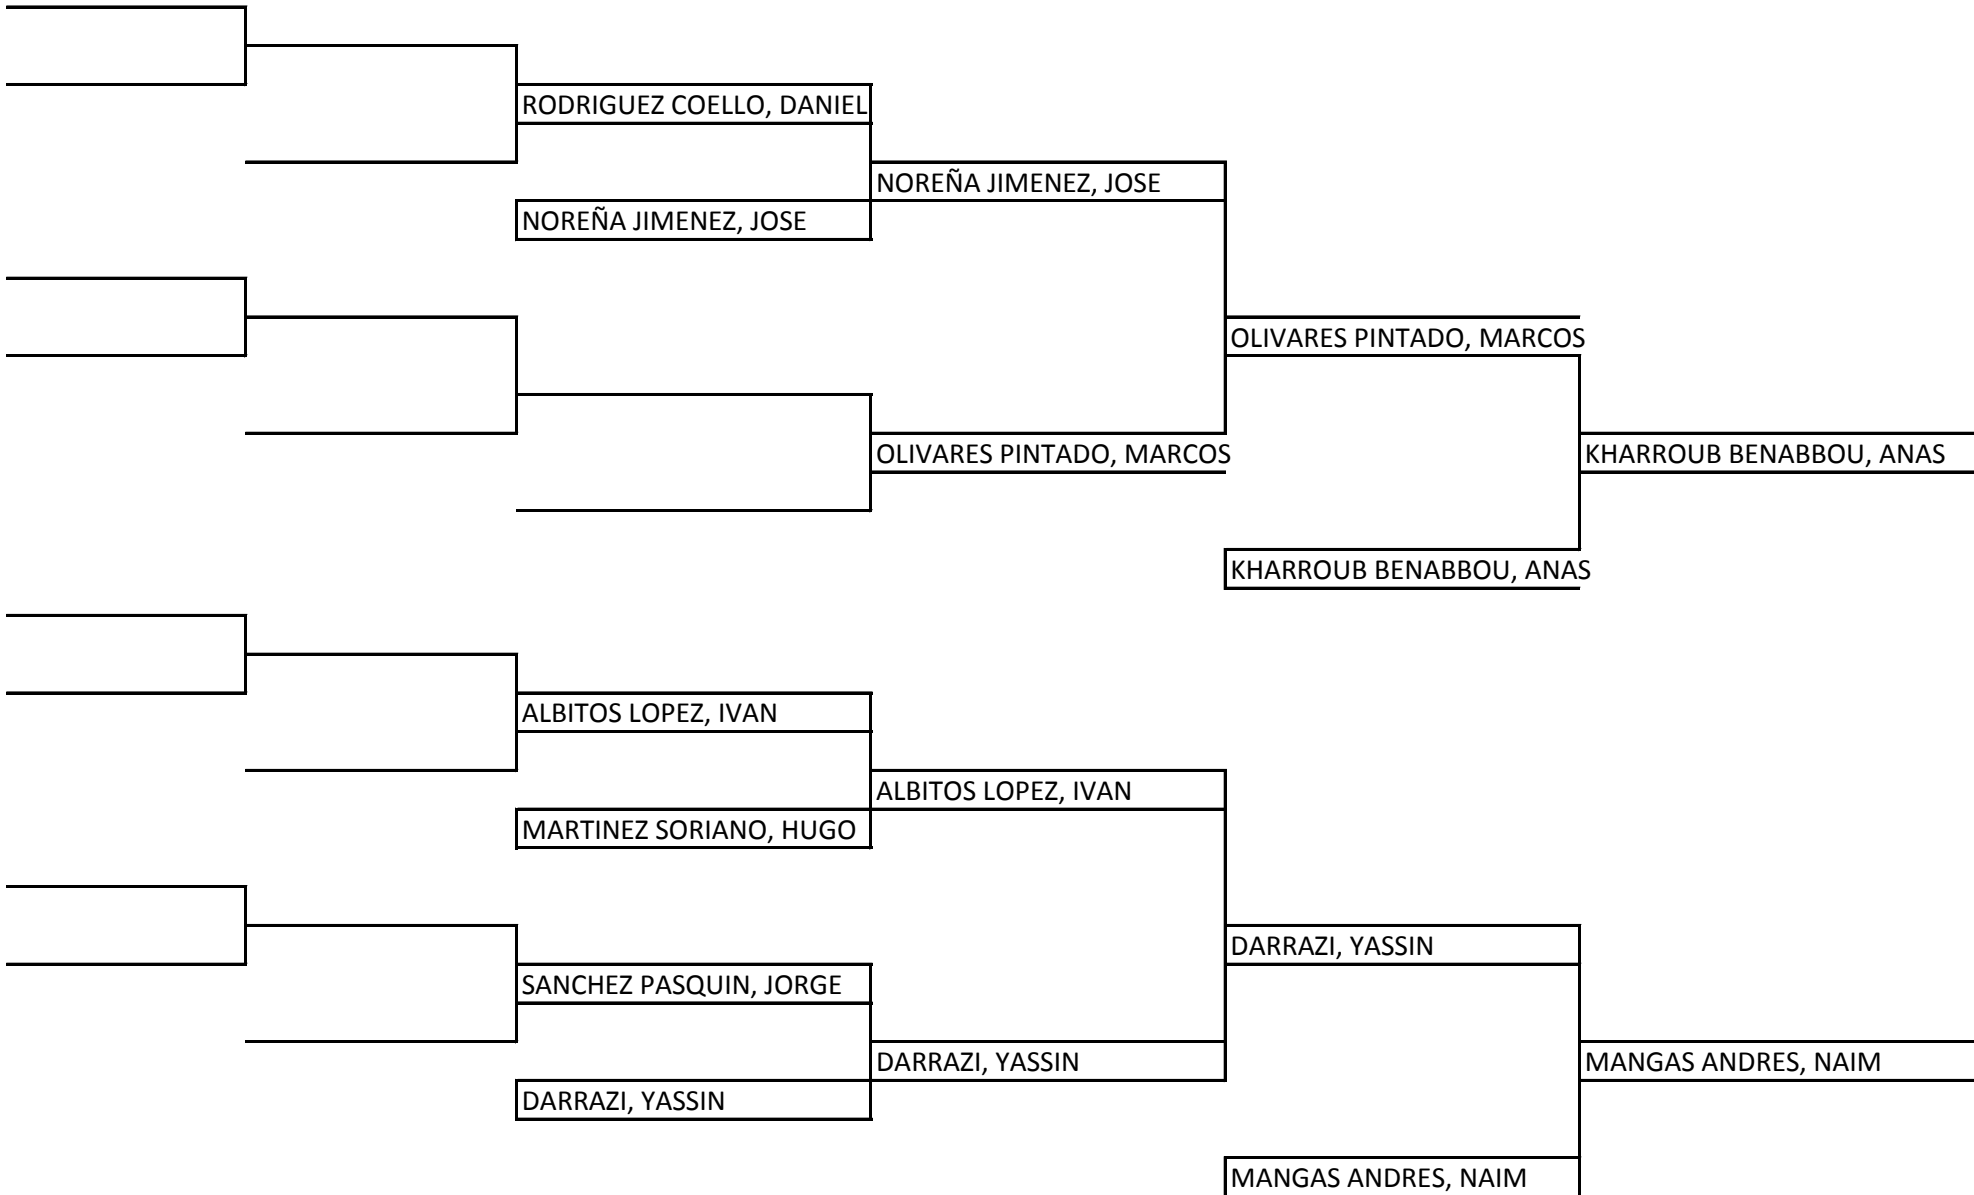 RODRIGUEZ COELLO, DANIEL
NOREÑA JIMENEZ, JOSE
NOREÑA JIMENEZ, JOSE
OLIVARES PINTADO, MARCOS
OLIVARES PINTADO, MARCOS
KHARROUB BENABBOU, ANAS
KHARROUB BENABBOU, ANAS
ALBITOS LOPEZ, IVAN
ALBITOS LOPEZ, IVAN
MARTINEZ SORIANO, HUGO
DARRAZI, YASSIN
SANCHEZ PASQUIN, JORGE
DARRAZI, YASSIN
MANGAS ANDRES, NAIM
DARRAZI, YASSIN
MANGAS ANDRES, NAIM